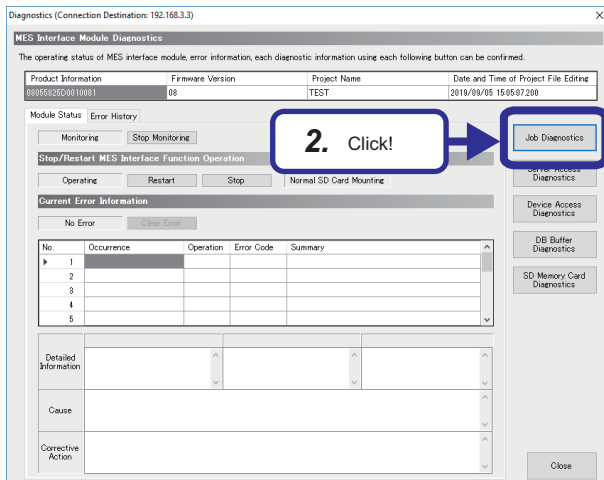 Diagnostics (Connection Destination: 192.168.3.3)
MES Interface Module Diagnostics
The operating status of MES interface module, error information, each diagnostic information using each following button can be confirmed.
Product Information Firmware Version Project Name Date and Time of Project File Editing
08055825D0010081 08 TEST 2019/09/05 15:05:07.200
Module Status Error History
Monitoring Stop Monitoring
2. Click!
Job Diagnostics
Stop/Restart MES Interface Function Operation
Server Access
Diagnostics
Operating Restart Stop Normal SD Card Mounting
Current Error Information
Device Access
Diagnostics
No Error Clear Error
DB Buffer
Diagnostics
No. Occurrence Operation Error Code Summary
1
2
3
4
5
SD Memory Card
Diagnostics
Detailed
Information
Cause
Corrective
Action
Close